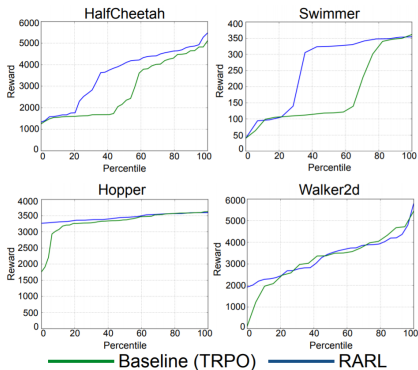 HalfCheetah
Reward
6000
5000
4000
3000
2000
1000
0
0 20 40 60 80 100
Percentile
Swimmer
Reward
400
350
300
250
200
150
100
50
0
0 20 40 60 80 100
Percentile
Hopper
Reward
4000
3500
3000
2500
2000
1500
1000
500
0
0 20 40 60 80 100
Percentile
Walker2d
Reward
6000
5000
4000
3000
2000
1000
0
0 20 40 60 80 100
Percentile
Baseline (TRPO) RARL